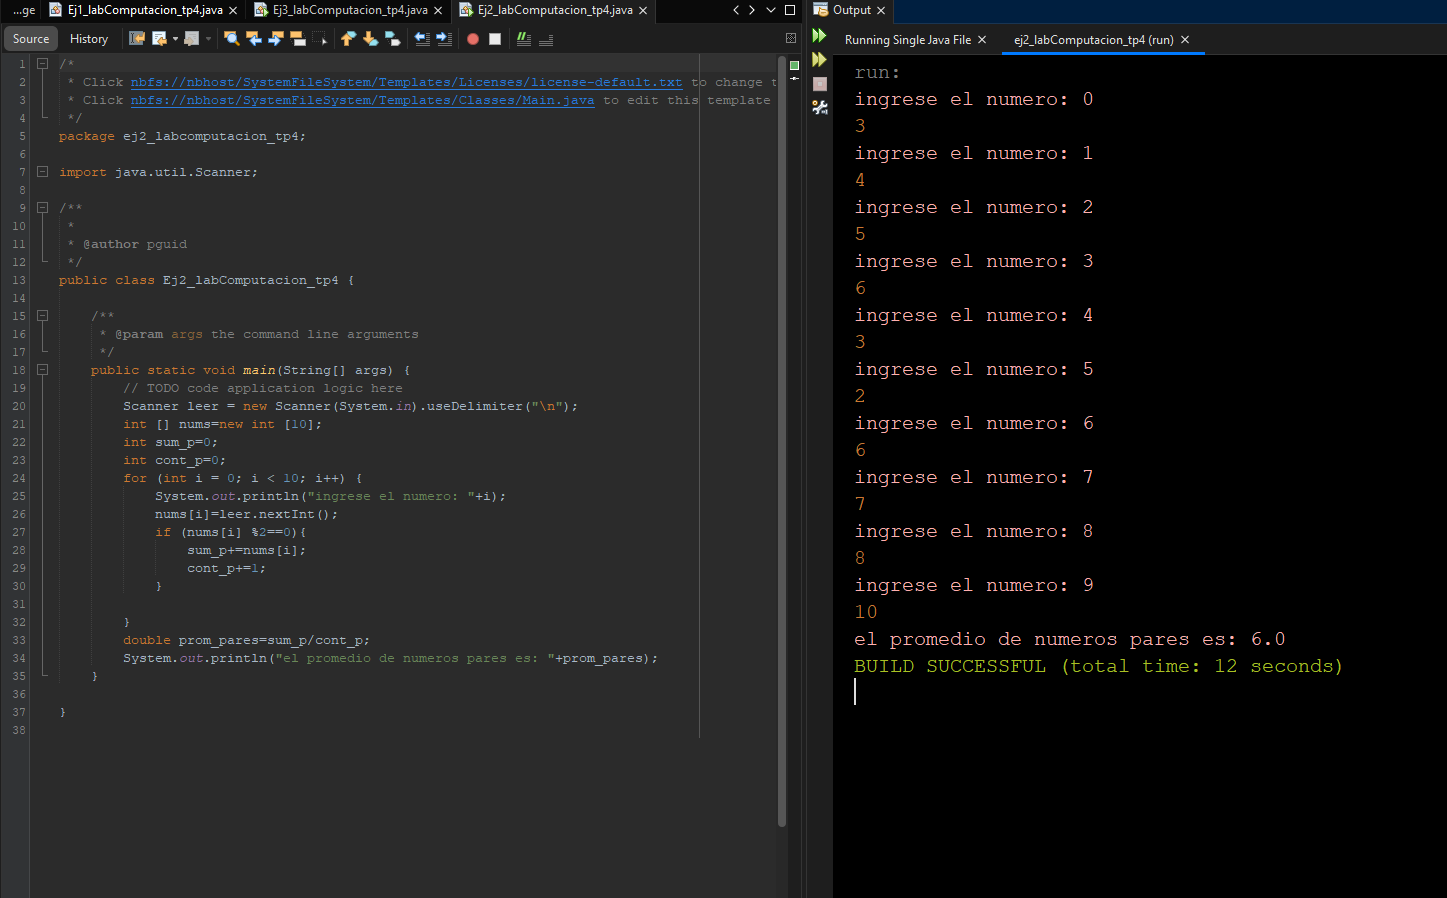 ...ge Ej1_labComputacion_tp4.java Ej3_labComputacion_tp4.java Ej2_labComputacion_tp4.java
Source History
1 /*
2 * Click nbfs://nbhost/SystemFileSystem/Templates/Licenses/license-default.txt to change t
3 * Click nbfs://nbhost/SystemFileSystem/Templates/Classes/Main.java to edit this template
4 */
5 package ej2_labcomputacion_tp4;
6
7 import java.util.Scanner;
8
9 /**
10 *
11 * @author pguid
12 */
13 public class Ej2_labComputacion_tp4 {
14
15 /**
16 * @param args the command line arguments
17 */
18 public static void main(String[] args) {
19 // TODO code application logic here
20 Scanner leer = new Scanner(System.in).useDelimiter("\n");
21 int [] nums=new int [10];
22 int sum_p=0;
23 int cont_p=0;
24 for (int i = 0; i < 10; i++) {
25 System.out.println("ingrese el numero: "+i);
26 nums[i]=leer.nextInt();
27 if (nums[i] %2==0){
28 sum_p+=nums[i];
29 cont_p+=1;
30 }
31
32 }
33 double prom_pares=sum_p/cont_p;
34 System.out.println("el promedio de numeros pares es: "+prom_pares);
35 }
36
37 }
38
Output
Running Single Java File ej2_labComputacion_tp4 (run)
run:
ingrese el numero: 0
3
ingrese el numero: 1
4
ingrese el numero: 2
5
ingrese el numero: 3
6
ingrese el numero: 4
3
ingrese el numero: 5
2
ingrese el numero: 6
6
ingrese el numero: 7
7
ingrese el numero: 8
8
ingrese el numero: 9
10
el promedio de numeros pares es: 6.0
BUILD SUCCESSFUL (total time: 12 seconds)